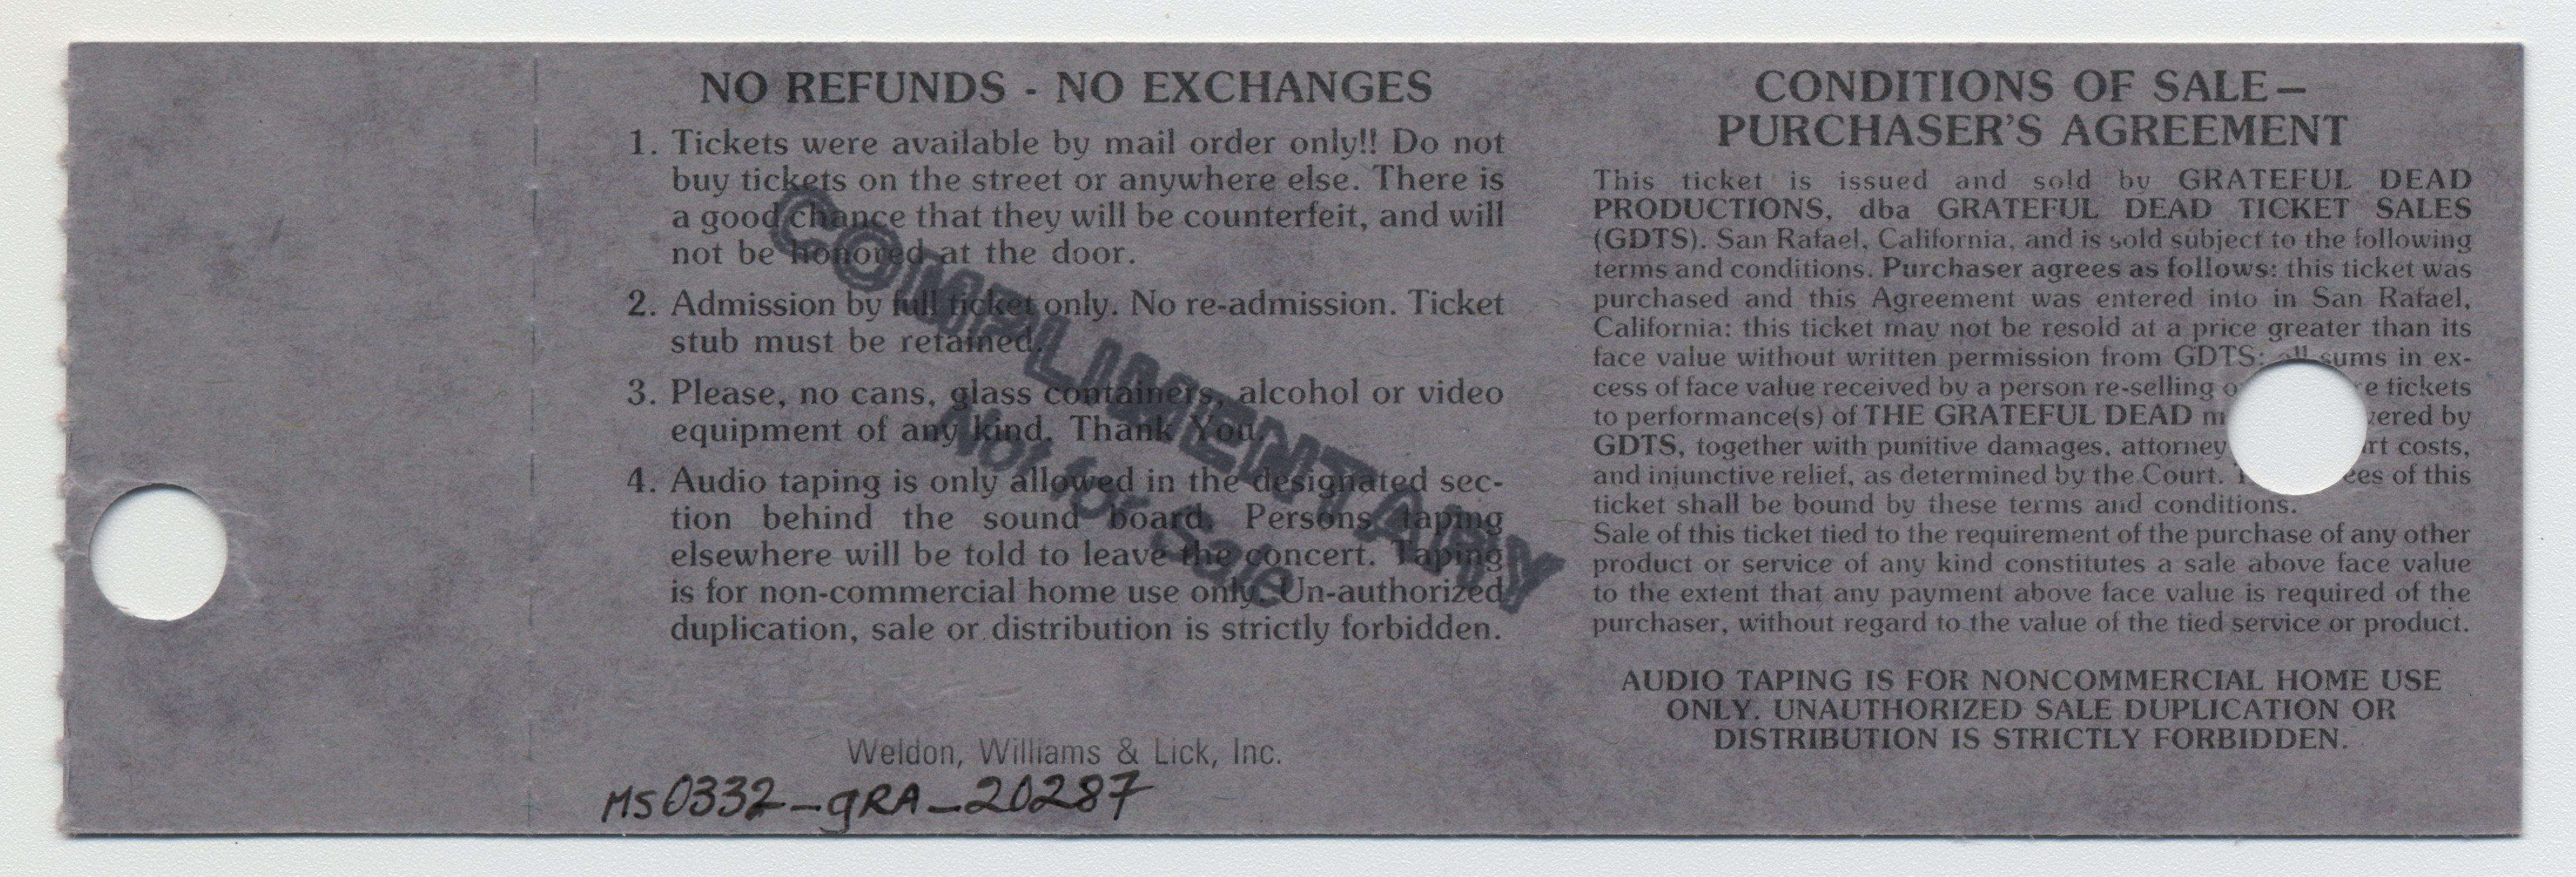 NO REFUNDS - NO EXCHANGES
1. Tickets were available by mail order only!! Do not
buy tickets on the street or anywhere else. There is
a good chance that they will be counterfeit, and will
not be honored at the door.
2. Admission by full ticket only. No re-admission. Ticket
stub must be retained.
3. Please, no cans, glass containers, alcohol or video
equipment of any kind. Thank You.
4. Audio taping is only allowed in the designated sec-
tion behind the sound board. Persons taping
elsewhere will be told to leave the concert. Taping
is for non-commercial home use only. Un-authorized
duplication, sale or distribution is strictly forbidden.
COMPLIMENTARY
Not for Sale
Weldon, Williams & Lick, Inc.
MS0332-gRA-20287
CONDITIONS OF SALE—
PURCHASER'S AGREEMENT
This ticket is issued and sold by GRATEFUL DEAD
PRODUCTIONS, dba GRATEFUL DEAD TICKET SALES
(GDTS). San Rafael, California, and is sold subject to the following
terms and conditions. Purchaser agrees as follows: this ticket was
purchased and this Agreement was entered into in San Rafael,
California: this ticket may not be resold at a price greater than its
face value without written permission from GDTS: all sums in ex-
cess of face value received by a person re-selling tickets
to performance(s) of THE GRATEFUL DEAD by
GDTS, together with punitive damages, attorney costs,
and injunctive relief, as determined by the Court. of this
ticket shall be bound by these terms and conditions.
Sale of this ticket tied to the requirement of the purchase of any other
product or service of any kind constitutes a sale above face value
to the extent that any payment above face value is required of the
purchaser, without regard to the value of the tied service or product.
AUDIO TAPING IS FOR NONCOMMERCIAL HOME USE
ONLY. UNAUTHORIZED SALE DUPLICATION OR
DISTRIBUTION IS STRICTLY FORBIDDEN.